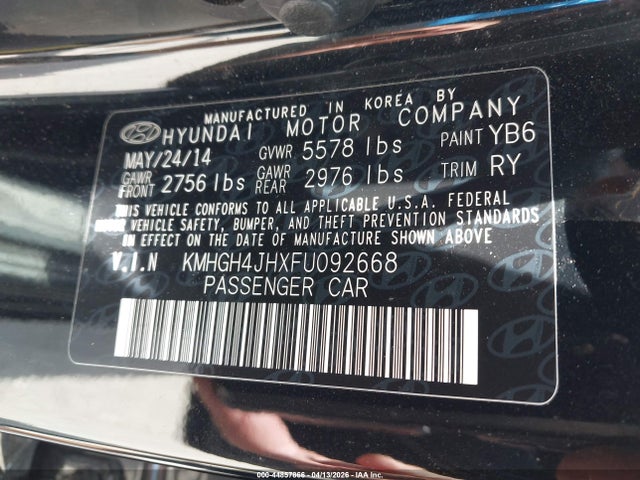 MANUFACTURED IN KOREA BY
HYUNDAI MOTOR COMPANY
MAY/24/14 GVWR 5578 lbs PAINT YB6
GAWR FRONT 2756 lbs GAWR REAR 2976 lbs TRIM RY
THIS VEHICLE CONFORMS TO ALL APPLICABLE U.S.A. FEDERAL
MOTOR VEHICLE SAFETY, BUMPER, AND THEFT PREVENTION STANDARDS
IN EFFECT ON THE DATE OF MANUFACTURE SHOWN ABOVE.
V.I.N KMHGH4JHXFU092668
PASSENGER CAR
000-44857066 - 04/13/2026 - IAA Inc.